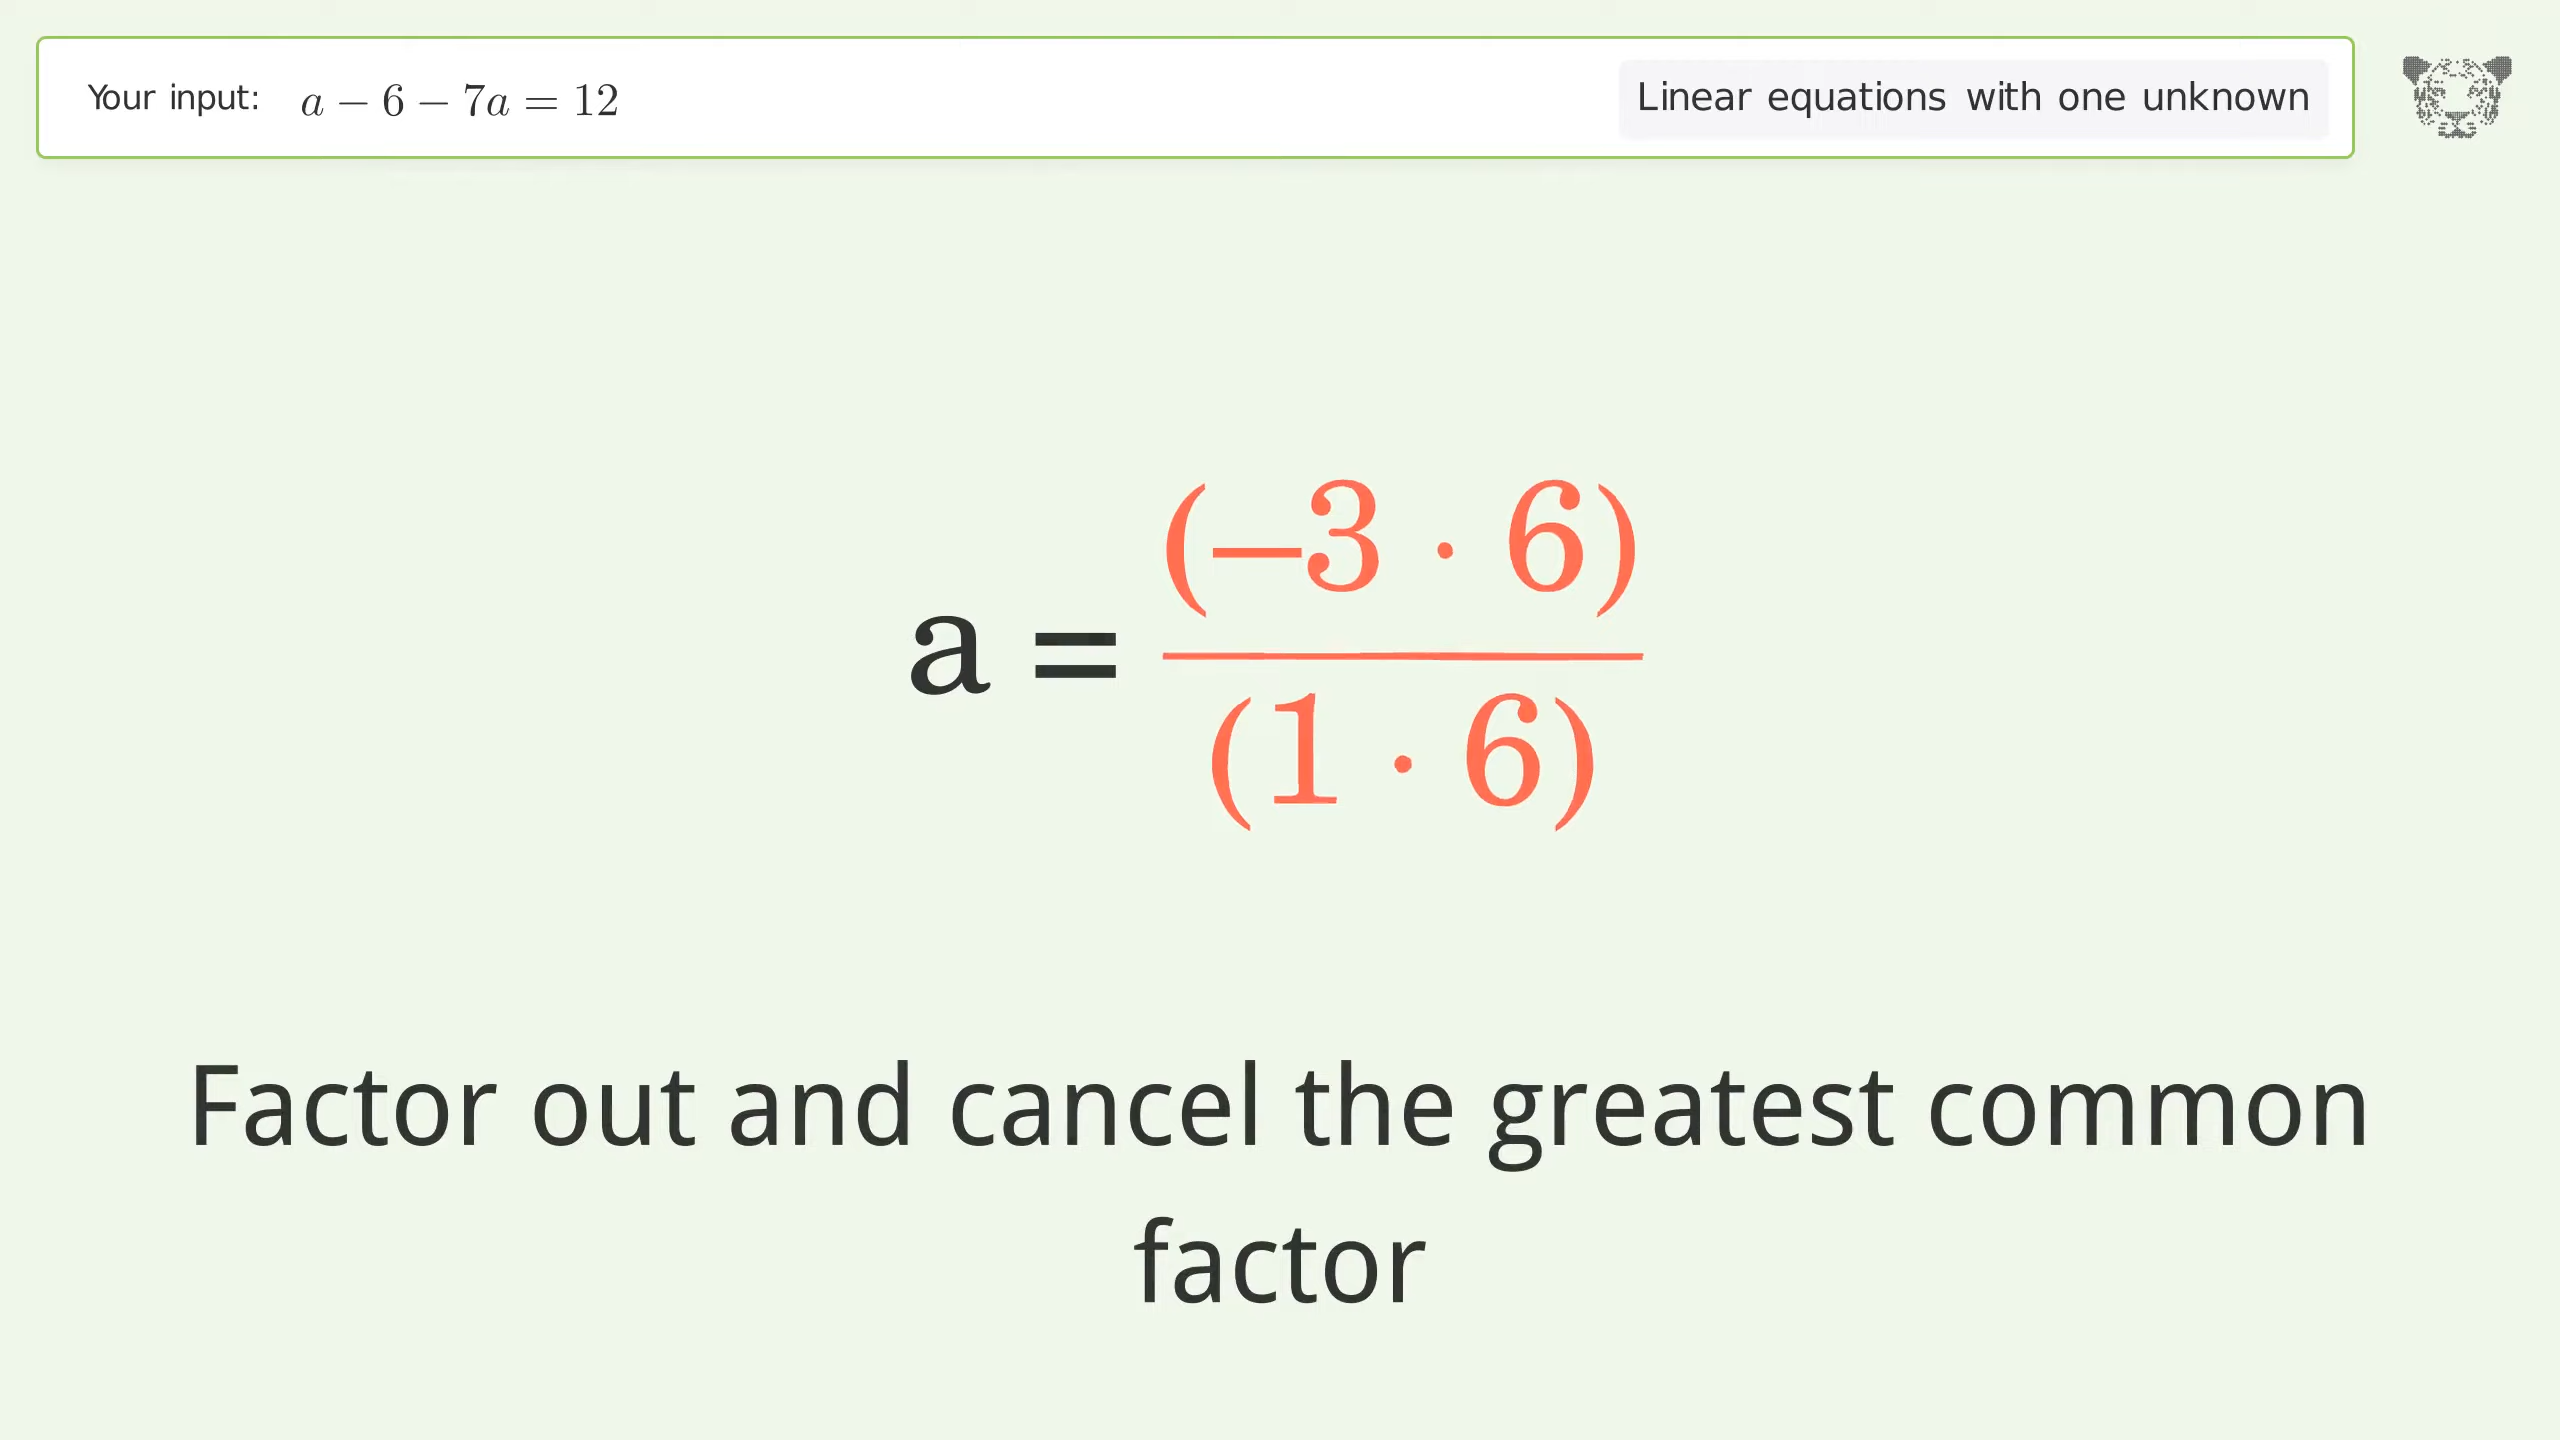 Your input: a − 6 − 7a = 12
Linear equations with one unknown
a = (−3 · 6) / (1 · 6)
Factor out and cancel the greatest common
factor